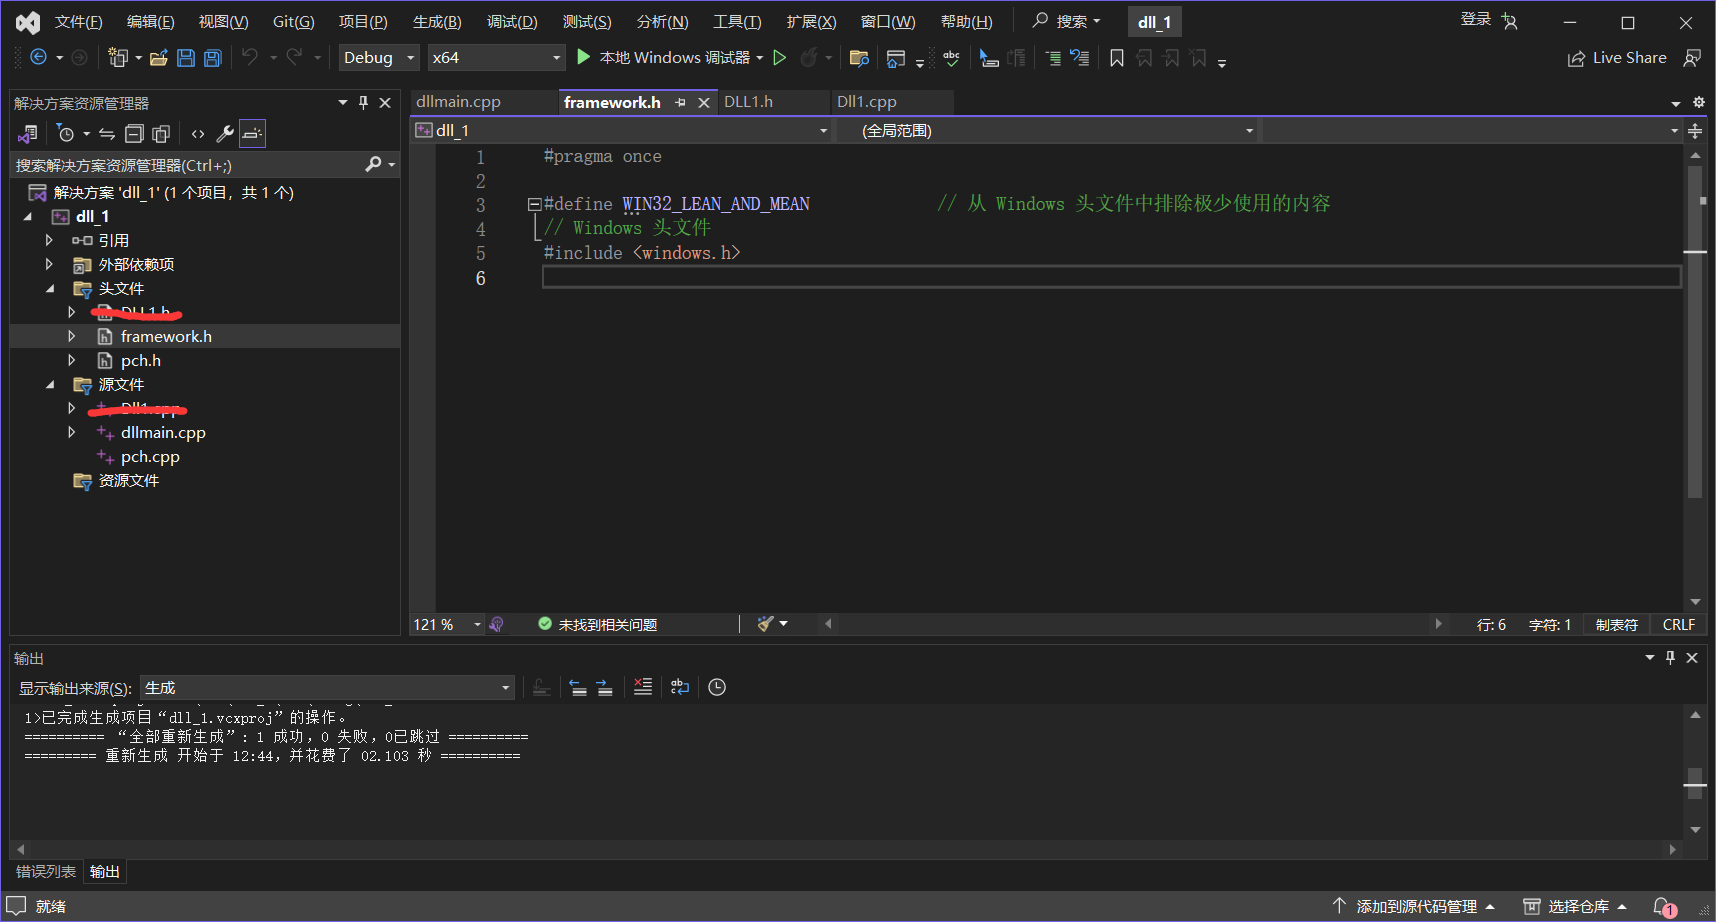 文件(F) 编辑(E) 视图(V) Git(G) 项目(P) 生成(B) 调试(D) 测试(S) 分析(N) 工具(T) 扩展(X) 窗口(W) 帮助(H) 搜索 dll_1 登录
Debug x64 本地 Windows 调试器 Live Share
解决方案资源管理器
搜索解决方案资源管理器(Ctrl+;)
解决方案 'dll_1' (1 个项目，共 1 个)
dll_1
引用
外部依赖项
头文件
DLL1.h
framework.h
pch.h
源文件
Dll1.cpp
dllmain.cpp
pch.cpp
资源文件
dllmain.cpp framework.h DLL1.h Dll1.cpp
dll_1 (全局范围)
1 #pragma once
2
3 #define WIN32_LEAN_AND_MEAN // 从 Windows 头文件中排除极少使用的内容
4 // Windows 头文件
5 #include <windows.h>
6
121 % 未找到相关问题 行: 6 字符: 1 制表符 CRLF
输出
显示输出来源(S): 生成
1>已完成生成项目“dll_1.vcxproj”的操作。
========== “全部重新生成”: 1 成功，0 失败，0已跳过 ==========
========= 重新生成 开始于 12:44，并花费了 02.103 秒 ==========
错误列表 输出
就绪 添加到源代码管理 选择仓库 1